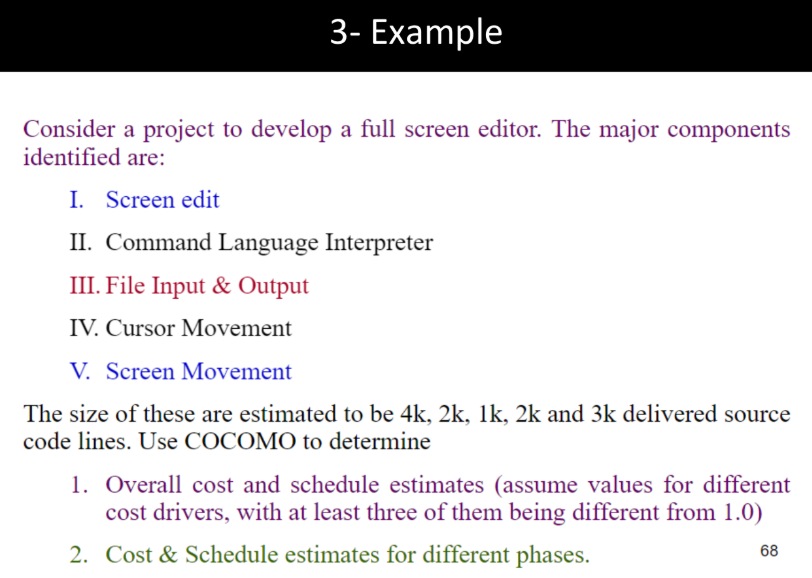 3- Example
Consider a project to develop a full screen editor. The major components
identified are:
I. Screen edit
II. Command Language Interpreter
III. File Input & Output
IV. Cursor Movement
V. Screen Movement
The size of these are estimated to be 4k, 2k, 1k, 2k and 3k delivered source
code lines. Use COCOMO to determine
1. Overall cost and schedule estimates (assume values for different
cost drivers, with at least three of them being different from 1.0)
2. Cost & Schedule estimates for different phases.
68